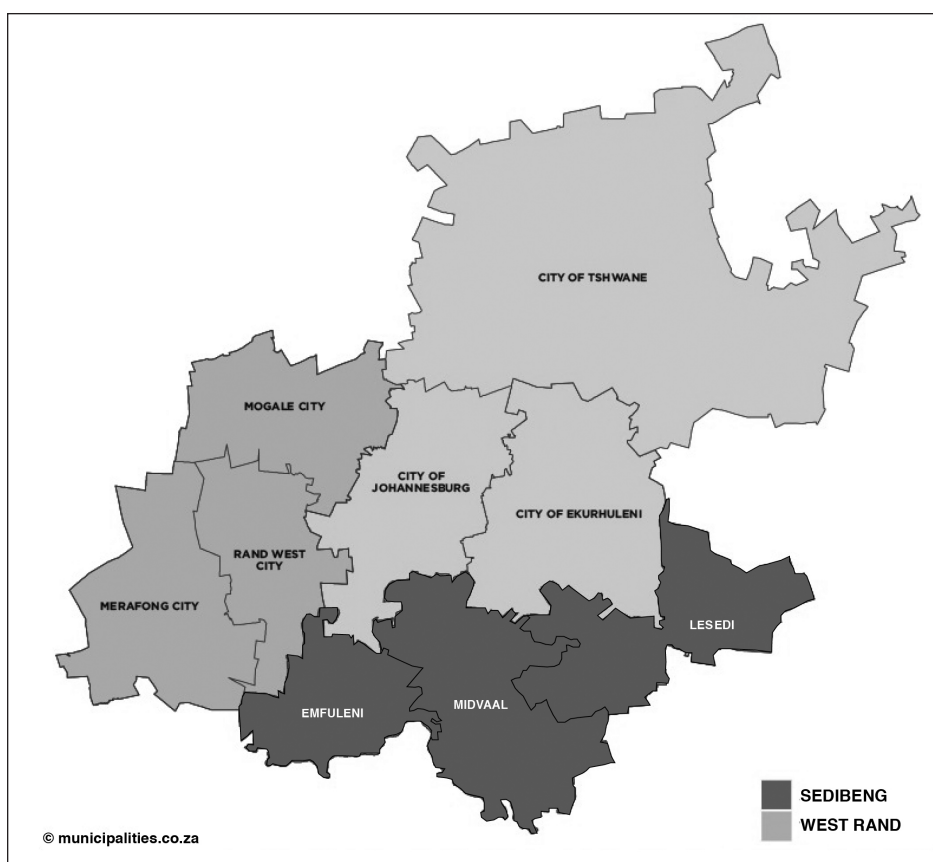 CITY OF TSHWANE
MOGALE CITY
CITY OF
JOHANNESBURG
CITY OF EKURHULENI
RAND WEST
CITY
MERAFONG CITY
LESEDI
EMFULENI
MIDVAAL
SEDIBENG
WEST RAND
© municipalities.co.za